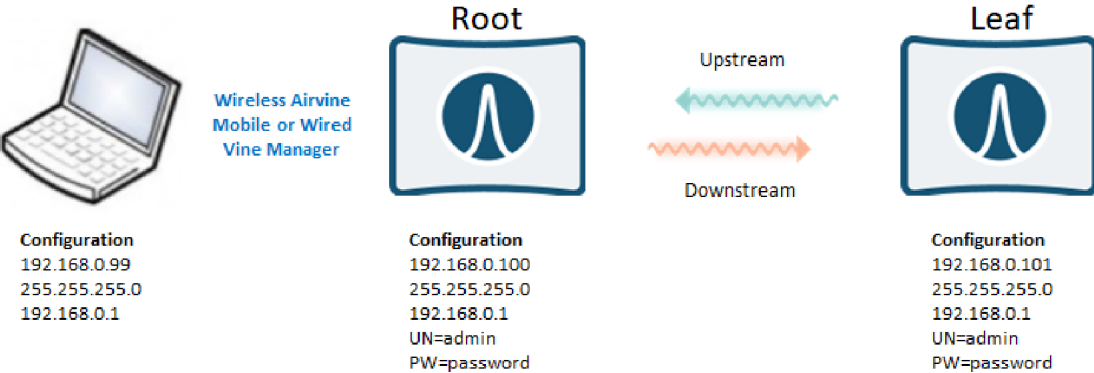 Root
Leaf
Wireless Airvine
Mobile or Wired
Vine Manager
Upstream
Downstream
Configuration
192.168.0.99
255.255.255.0
192.168.0.1
Configuration
192.168.0.100
255.255.255.0
192.168.0.1
UN=admin
PW=password
Configuration
192.168.0.101
255.255.255.0
192.168.0.1
UN=admin
PW=password